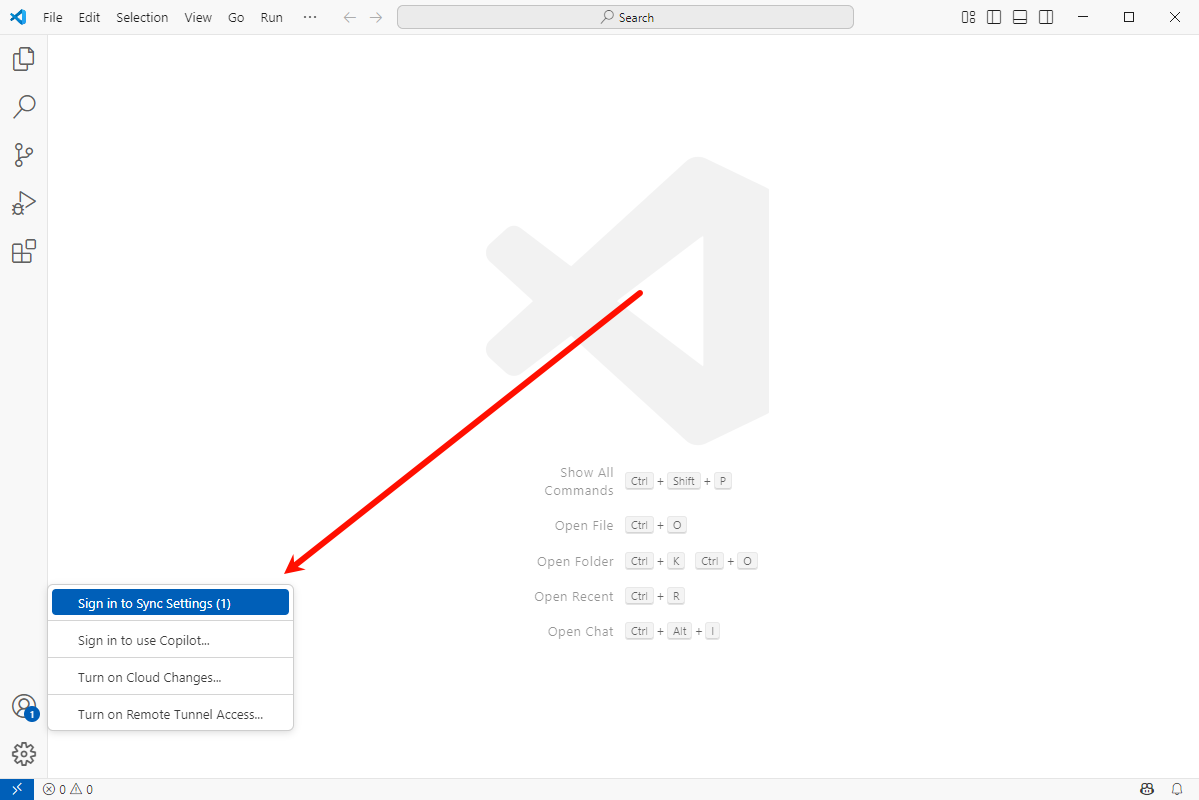 File Edit Selection View Go Run ···
Search
Show All
Commands
Ctrl + Shift + P
Open File Ctrl + O
Open Folder Ctrl + K Ctrl + O
Open Recent Ctrl + R
Open Chat Ctrl + Alt + I
Sign in to Sync Settings (1)
Sign in to use Copilot...
Turn on Cloud Changes...
Turn on Remote Tunnel Access...
1
0 0